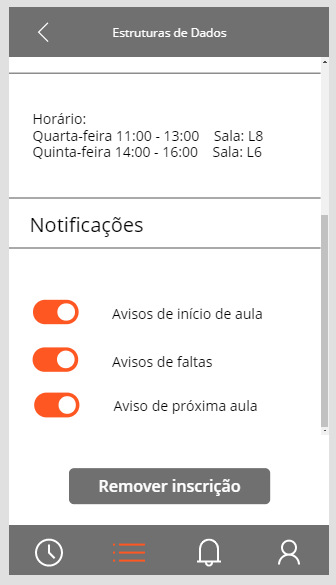 Estruturas de Dados
Horário:
Quarta-feira 11:00 - 13:00 Sala: L8
Quinta-feira 14:00 - 16:00 Sala: L6
Notificações
Avisos de início de aula
Avisos de faltas
Aviso de próxima aula
Remover inscrição